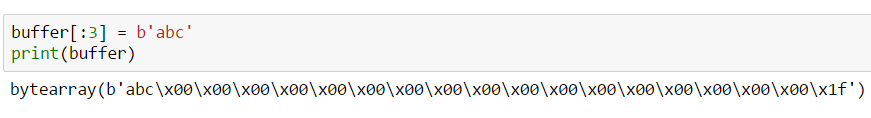 buffer[:3] = b'abc'
print(buffer)
bytearray(b'abc\x00\x00\x00\x00\x00\x00\x00\x00\x00\x00\x00\x00\x00\x00\x00\x00\x00\x1f')